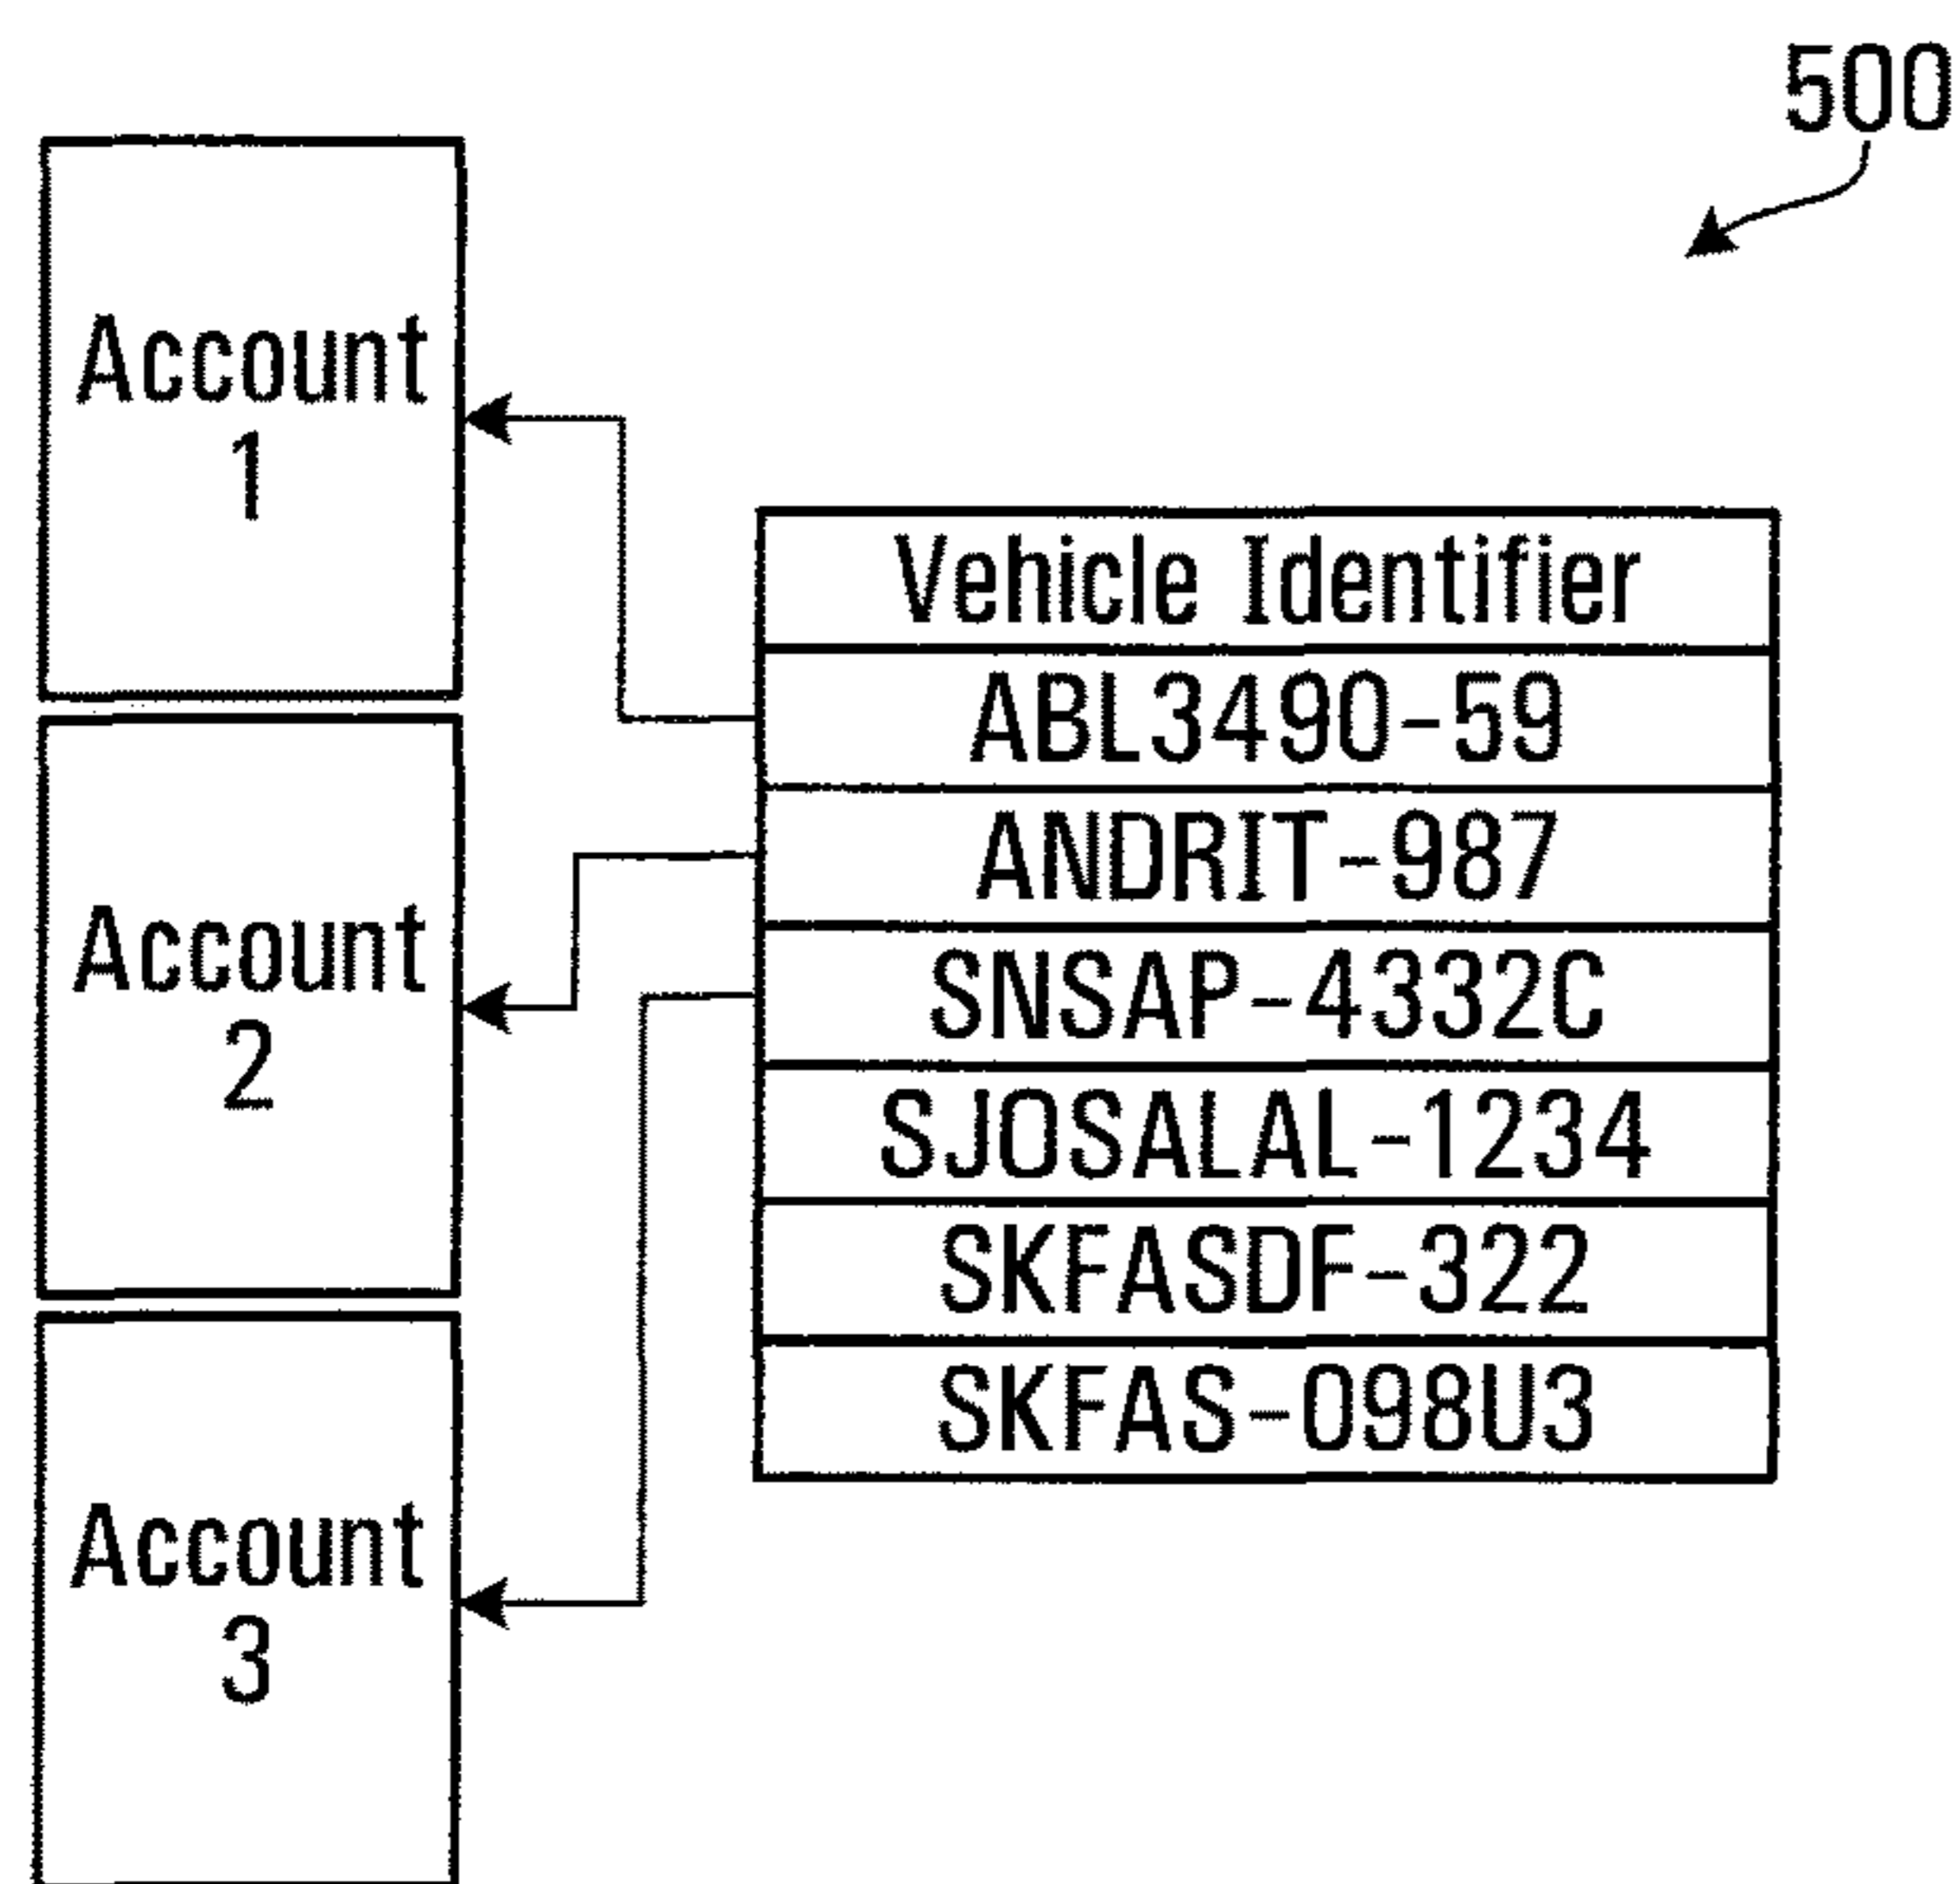 500
Account
1
Account
2
Account
3
Vehicle Identifier
ABL3490-59
ANDRIT-987
SNSAP-4332C
SJOSALAL-1234
SKFASDF-322
SKFAS-098U3